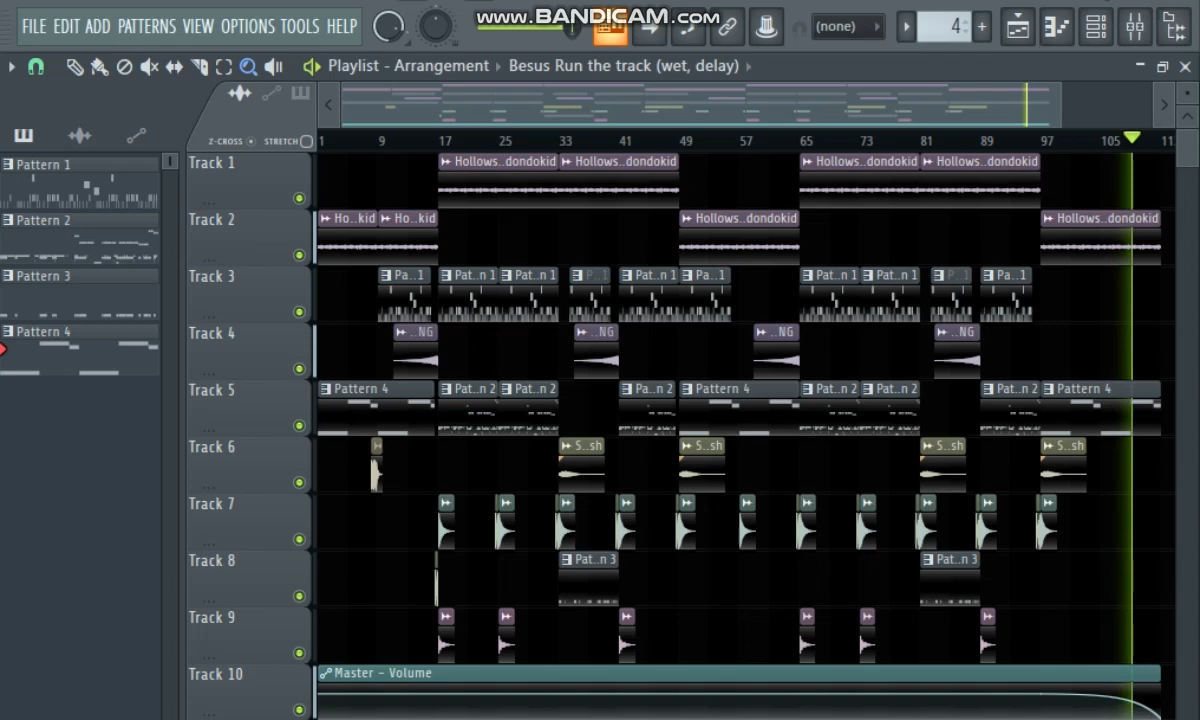 www.BANDICAM.com
FILE EDIT ADD PATTERNS VIEW OPTIONS TOOLS HELP
(none)
4
Playlist - Arrangement Besus Run the track (wet, delay)
Z-CROSS STRETCH
1 9 17 25 33 41 49 57 65 73 81 89 97 105
Pattern 1
Pattern 2
Pattern 3
Pattern 4
Track 1 Hollows..dondokid Hollows..dondokid Hollows..dondokid Hollows..dondokid
Track 2 Ho..kid Ho..kid Hollows..dondokid Hollows..dondokid
Track 3 Pa..1 Pat..n 1 Pat..n 1 P..1 Pat..n 1 Pa..1 Pat..n 1 Pat..n 1 P..1 Pat..1
Track 4 ..NG ..NG ..NG ..NG
Track 5 Pattern 4 Pat..n 2 Pat..n 2 Pa..n 2 Pattern 4 Pat..n 2 Pat..n 2 Pat..n 2 Pattern 4
Track 6 S..sh S..sh S..sh S..sh
Track 7
Track 8 Pat..n 3 Pat..n 3
Track 9
Track 10 Master - Volume